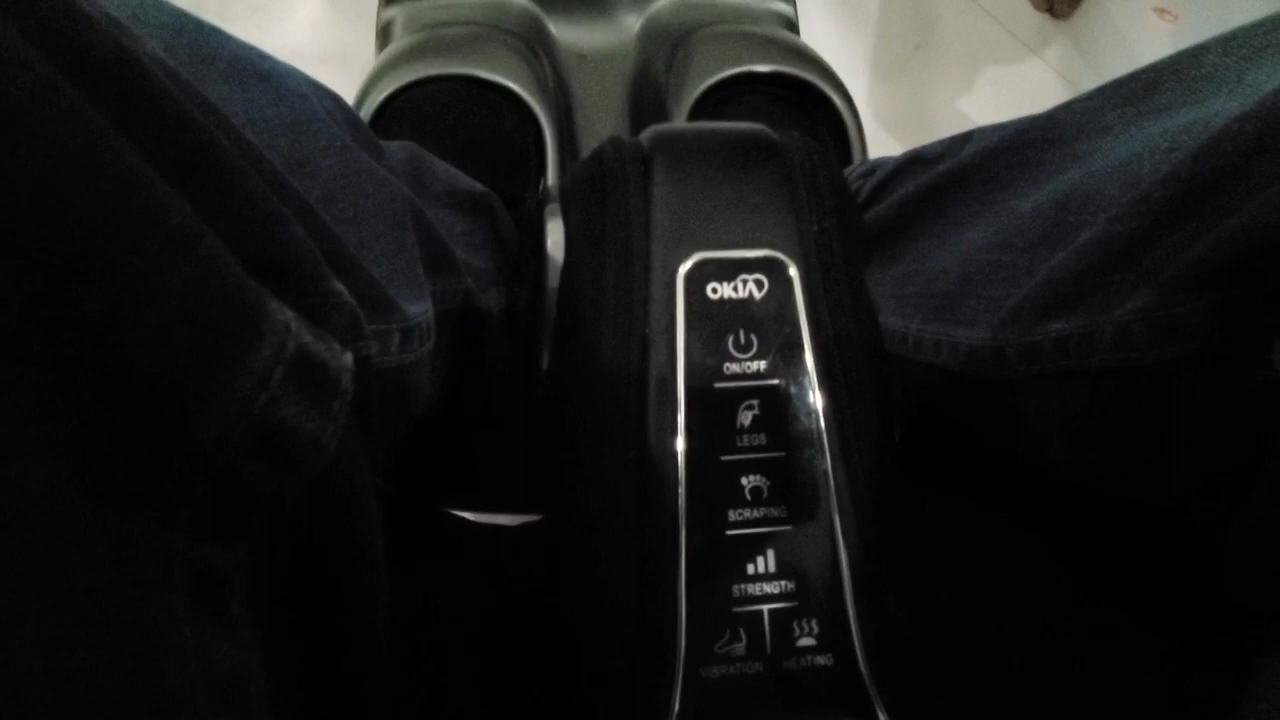 OKIA
ON/OFF
LEGS
SCRAPING
STRENGTH
VIBRATION HEATING